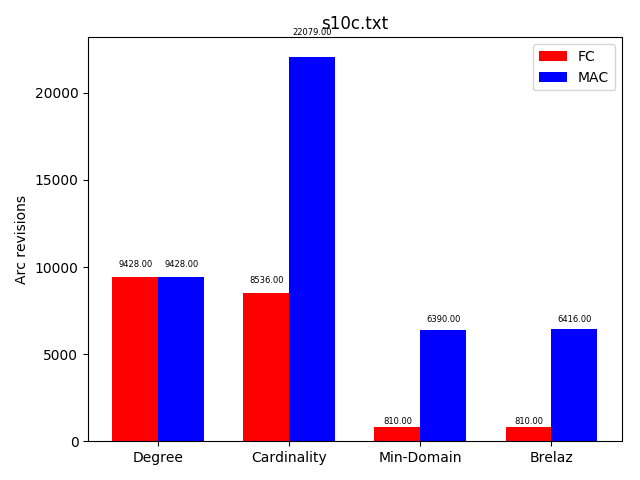 s10c.txt
22079.00
FC
MAC
20000
15000
10000
5000
0
Arc revisions
9428.00 9428.00
8536.00
6390.00
6416.00
810.00
810.00
Degree Cardinality Min-Domain Brelaz